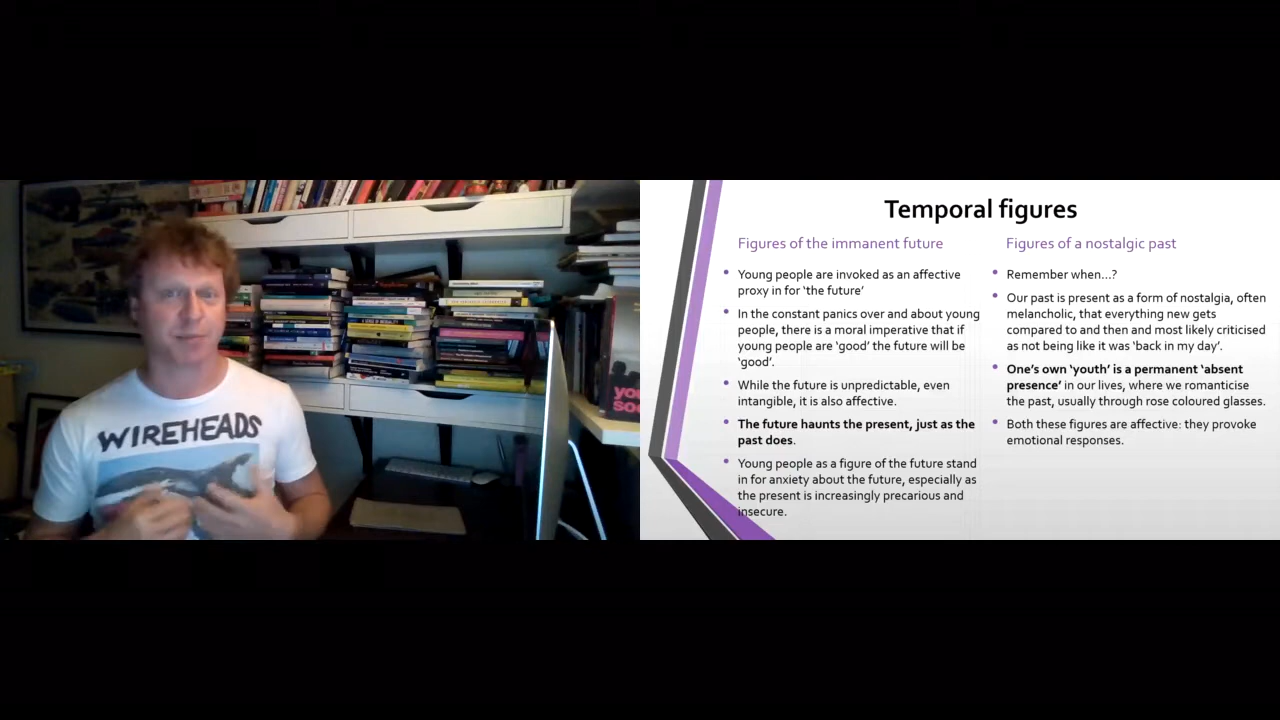 WIREHEADS
Temporal figures
Figures of the immanent future
Young people are invoked as an affective
proxy in for ‘the future’
In the constant panics over and about young
people, there is a moral imperative that if
young people are ‘good’ the future will be
‘good’.
While the future is unpredictable, even
intangible, it is also affective.
The future haunts the present, just as the
past does.
Young people as a figure of the future stand
in for anxiety about the future, especially as
the present is increasingly precarious and
insecure.
Figures of a nostalgic past
Remember when…?
Our past is present as a form of nostalgia, often
melancholic, that everything new gets
compared to and then and most likely criticised
as not being like it was ‘back in my day’.
One’s own ‘youth’ is a permanent ‘absent
presence’ in our lives, where we romanticise
the past, usually through rose coloured glasses.
Both these figures are affective: they provoke
emotional responses.